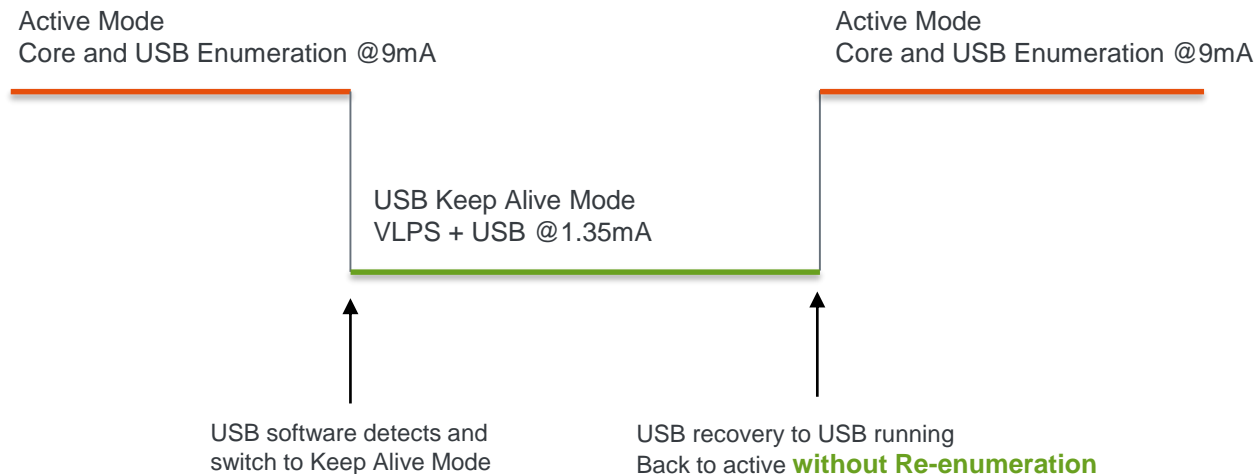 Active Mode
Core and USB Enumeration @9mA
Active Mode
Core and USB Enumeration @9mA
USB Keep Alive Mode
VLPS + USB @1.35mA
USB software detects and
switch to Keep Alive Mode
USB recovery to USB running
Back to active without Re-enumeration